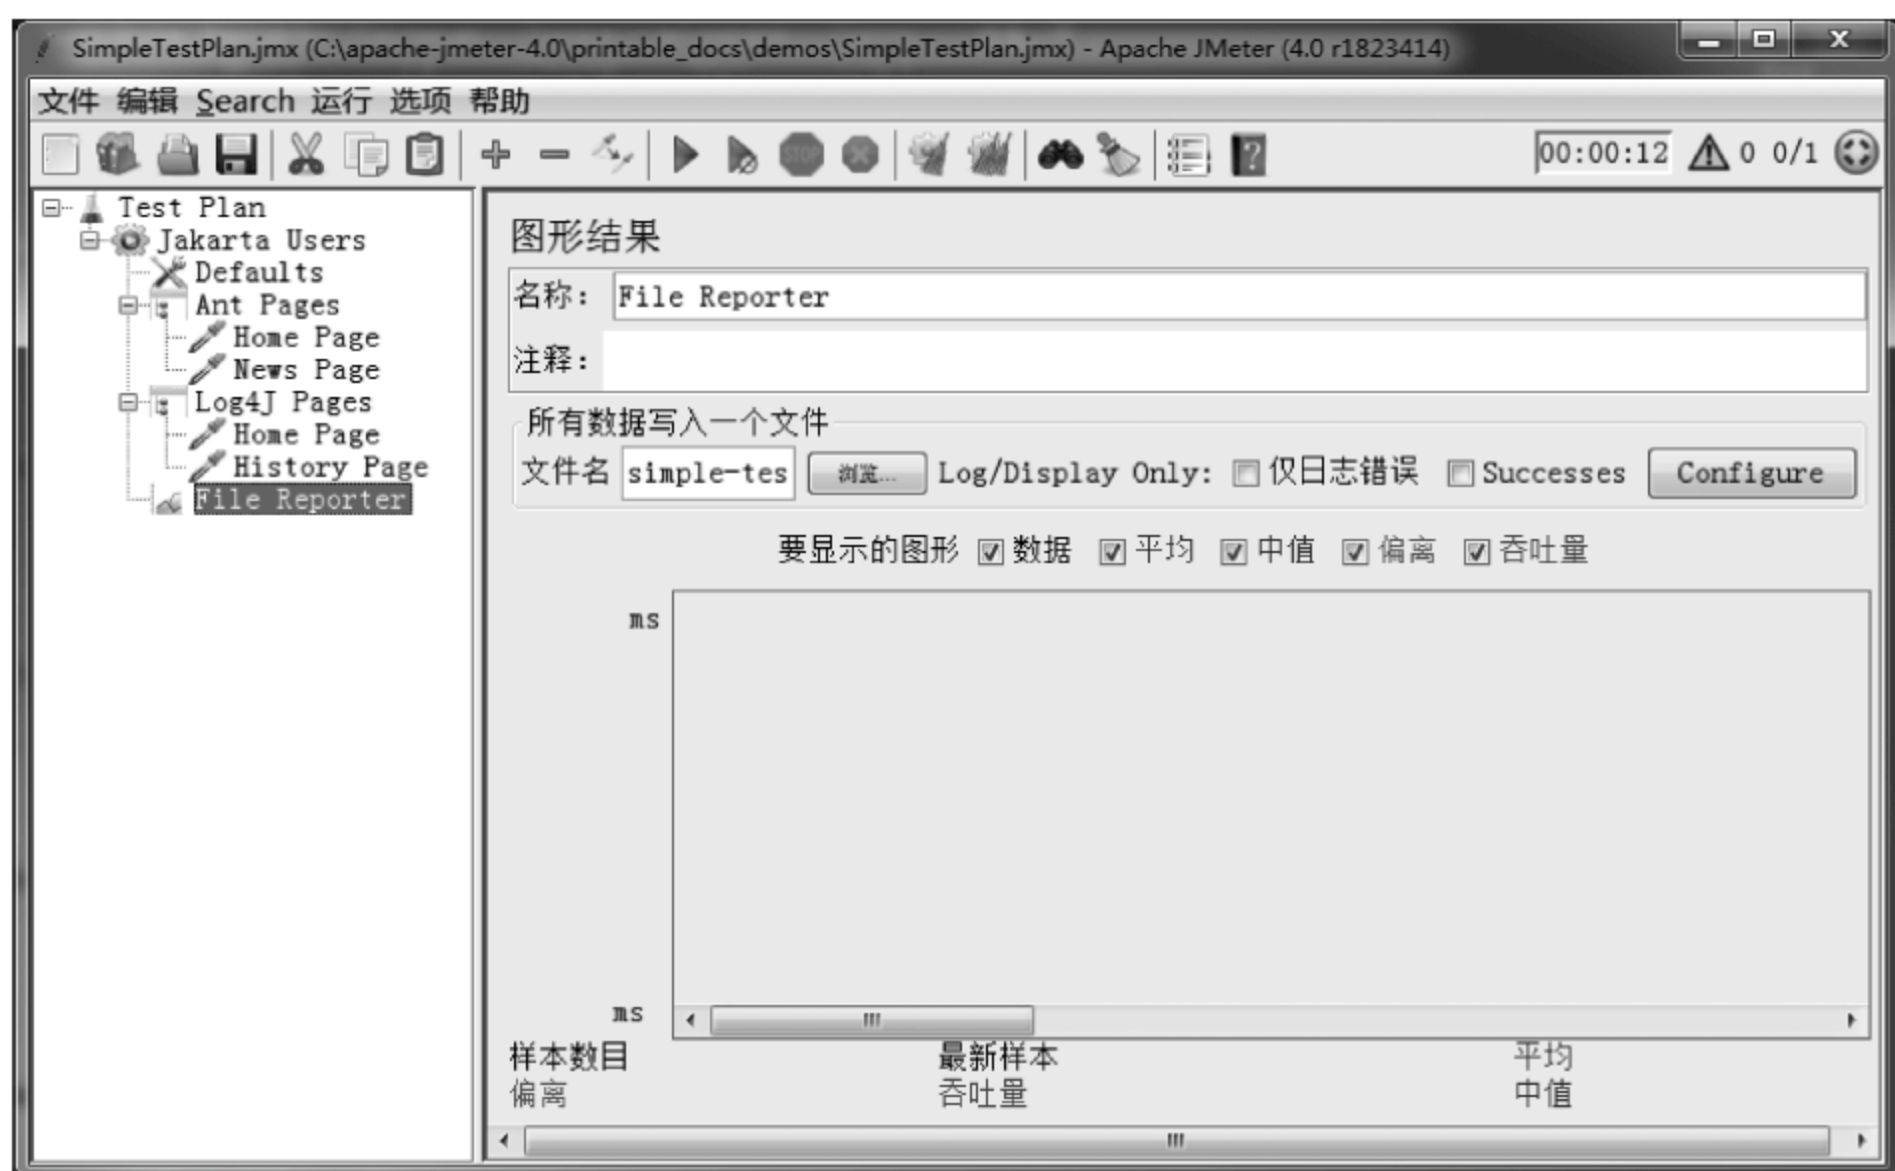 SimpleTestPlan.jmx (C:\apache-jmeter-4.0\printable_docs\demos\SimpleTestPlan.jmx) - Apache JMeter (4.0 r1823414)
文件 编辑 Search 运行 选项 帮助
STOP 00:00:12 0 0/1
Test Plan
Jakarta Users
Defaults
Ant Pages
Home Page
News Page
Log4J Pages
Home Page
History Page
File Reporter
图形结果
名称: File Reporter
注释:
所有数据写入一个文件
文件名 simple-tes 浏览... Log/Display Only: 仅日志错误 Successes Configure
要显示的图形 数据 平均 中值 偏离 吞吐量
ms
ms
样本数目 最新样本 平均
偏离 吞吐量 中值